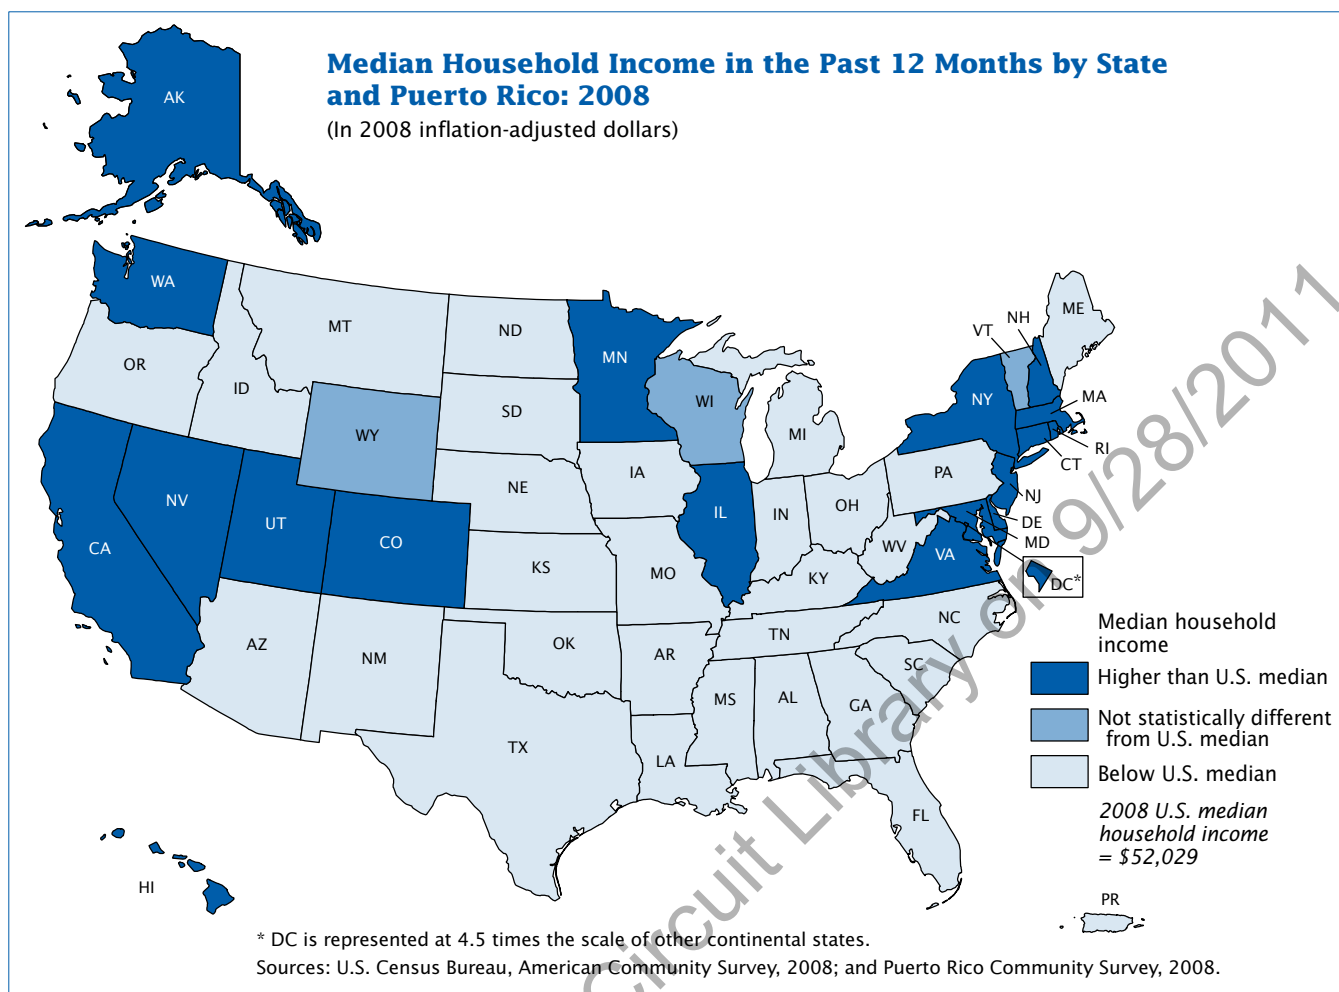 Median Household Income in the Past 12 Months by State
and Puerto Rico: 2008
(In 2008 inflation-adjusted dollars)
AK
WA
MT
ND
MN
OR
ID
SD
WI
WY
MI
VT
NH
ME
NY
MA
RI
CT
PA
NJ
DE
MD
DC*
NV
UT
CO
CA
NE
IA
IL
IN
OH
WV
VA
KS
MO
KY
AZ
NM
OK
AR
TN
NC
SC
TX
LA
MS
AL
GA
FL
HI
PR
Median household
income
Higher than U.S. median
Not statistically different
from U.S. median
Below U.S. median
2008 U.S. median
household income
= $52,029
* DC is represented at 4.5 times the scale of other continental states.
Sources: U.S. Census Bureau, American Community Survey, 2008; and Puerto Rico Community Survey, 2008.
Circuit Library on 9/28/2011